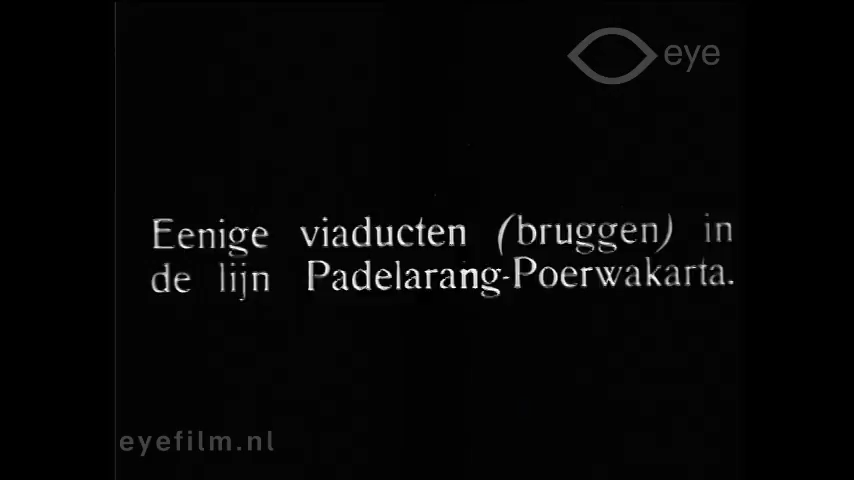 eye
Eenige viaducten (bruggen) in
de lijn Padelarang-Poerwakarta.
eyefilm.nl